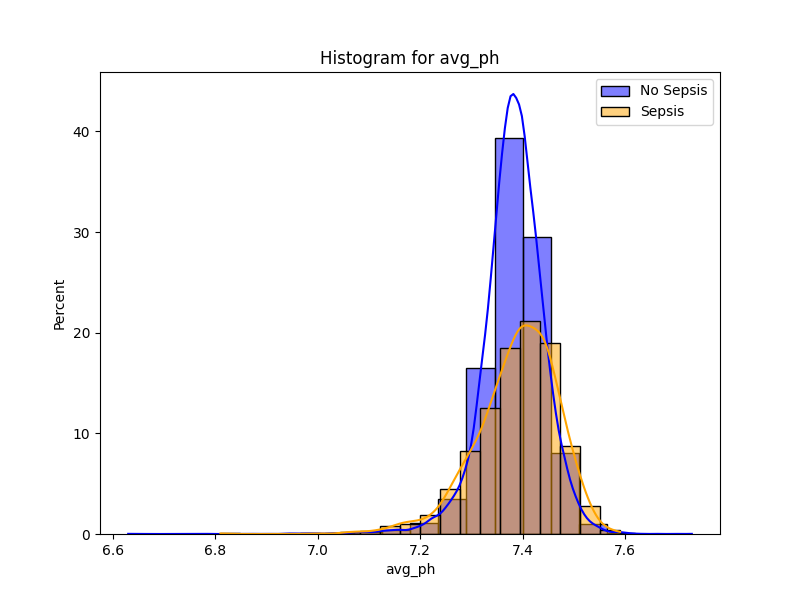 Histogram for avg_ph
No Sepsis
Sepsis
Percent
40
30
20
10
0
6.6 6.8 7.0 7.2 7.4 7.6
avg_ph